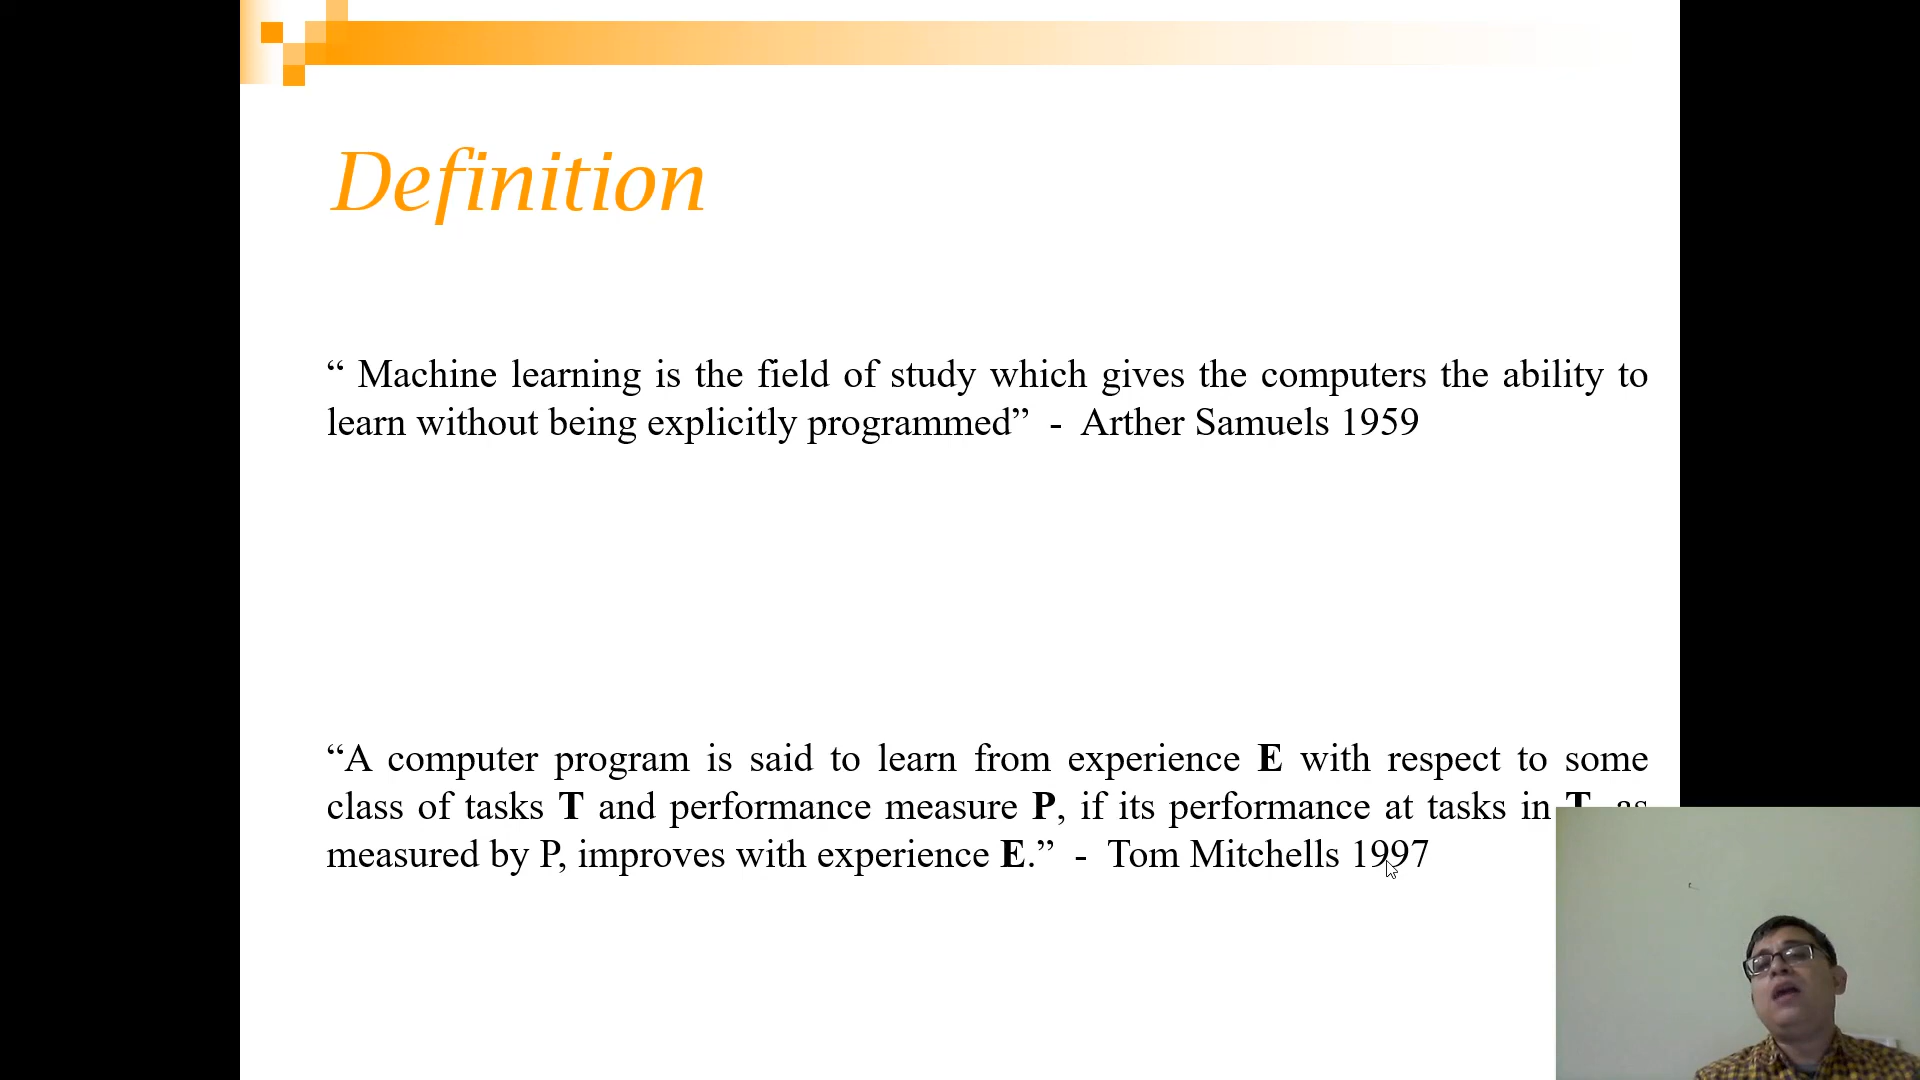 Definition
“ Machine learning is the field of study which gives the computers the ability to
learn without being explicitly programmed” - Arther Samuels 1959
“A computer program is said to learn from experience E with respect to some
class of tasks T and performance measure P, if its performance at tasks in T, as
measured by P, improves with experience E.” - Tom Mitchells 1997